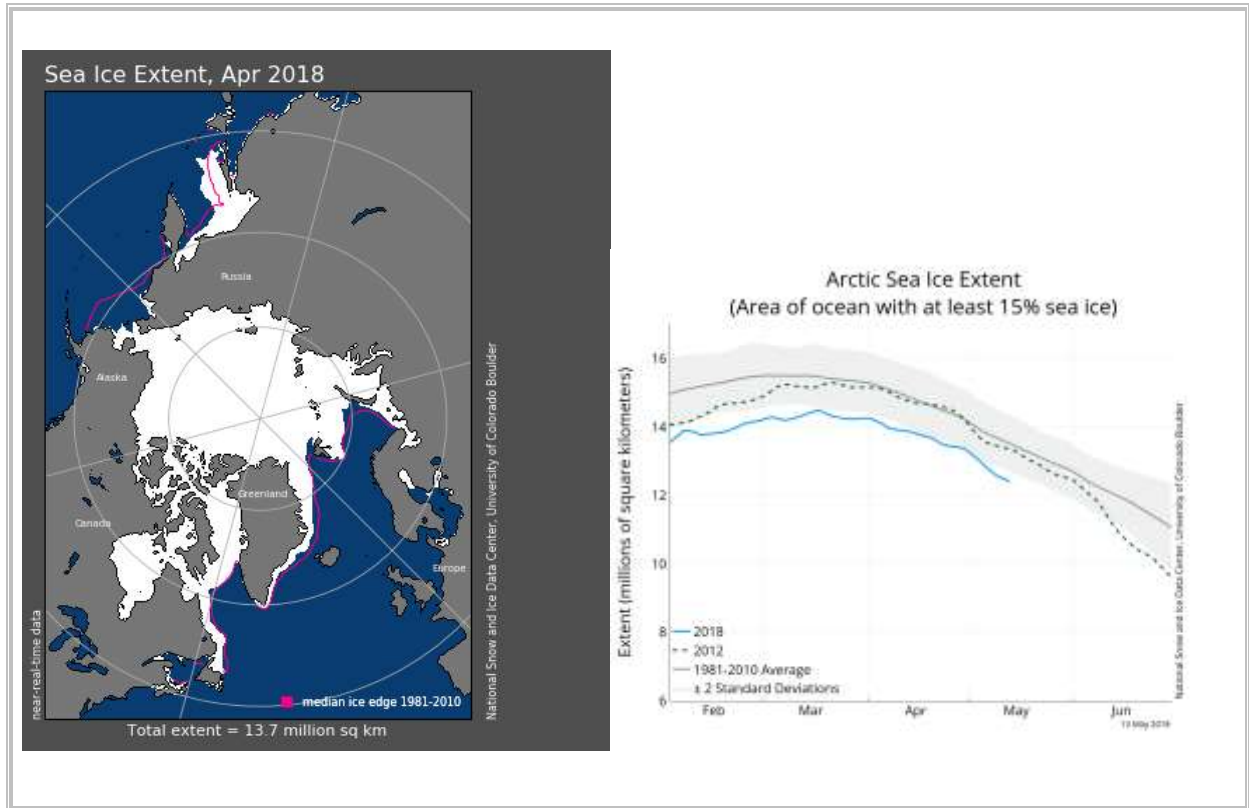 Sea Ice Extent, Apr 2018
Russia
Alaska
Greenland
Canada
Europe
near-real-time data
median ice edge 1981-2010
Total extent = 13.7 million sq km
National Snow and Ice Data Center, University of Colorado Boulder
Arctic Sea Ice Extent
(Area of ocean with at least 15% sea ice)
Extent (millions of square kilometers)
16
14
12
10
8
6
2018
2012
1981-2010 Average
± 2 Standard Deviations
Feb
Mar
Apr
May
Jun
13 May 2018
National Snow and Ice Data Center, University of Colorado Boulder